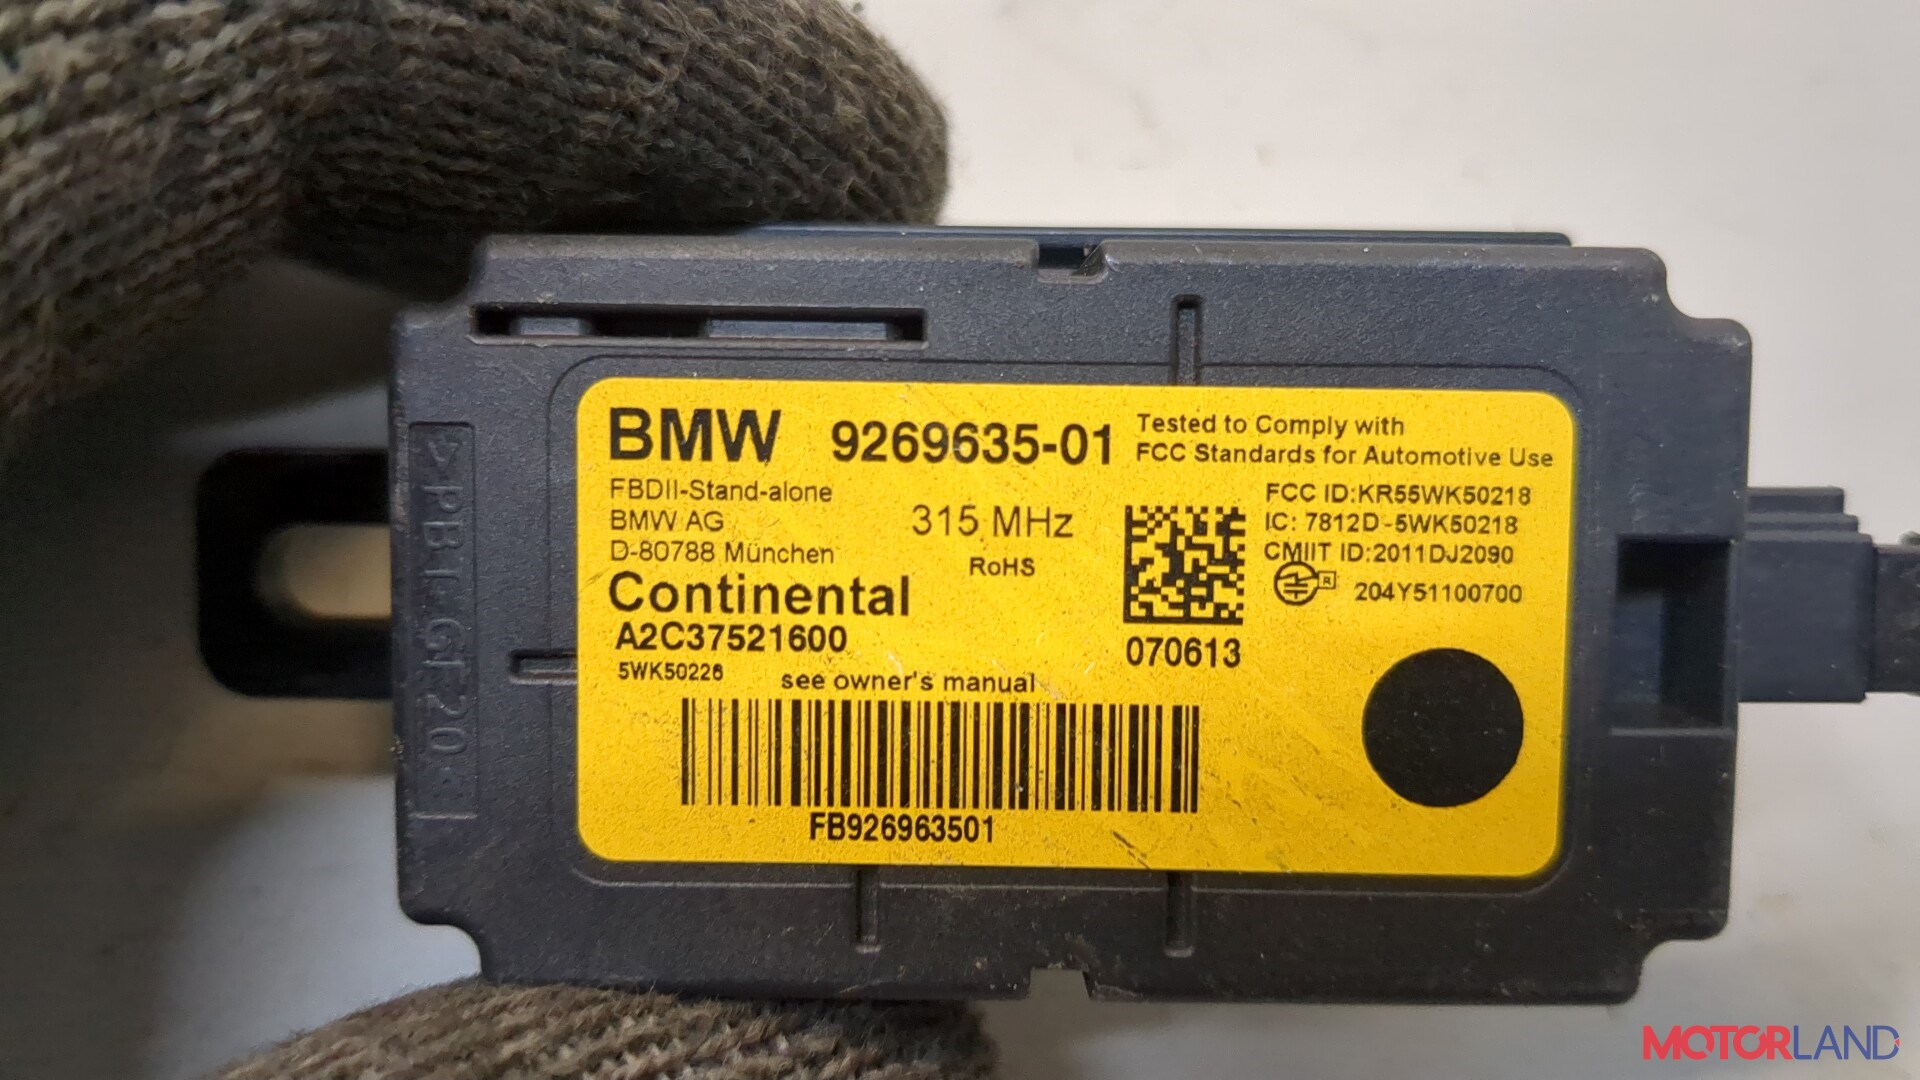 BMW 9269635-01
Tested to Comply with
FCC Standards for Automotive Use
FBDII-Stand-alone
BMW AG
D-80788 München
315 MHz
RoHS
FCC ID:KR55WK50218
IC: 7812D-5WK50218
CMIIT ID:2011DJ2090
R 204Y51100700
Continental
A2C37521600
5WK50226
see owner's manual
070613
FB926963501
>PBT-GF20<
MOTORLAND